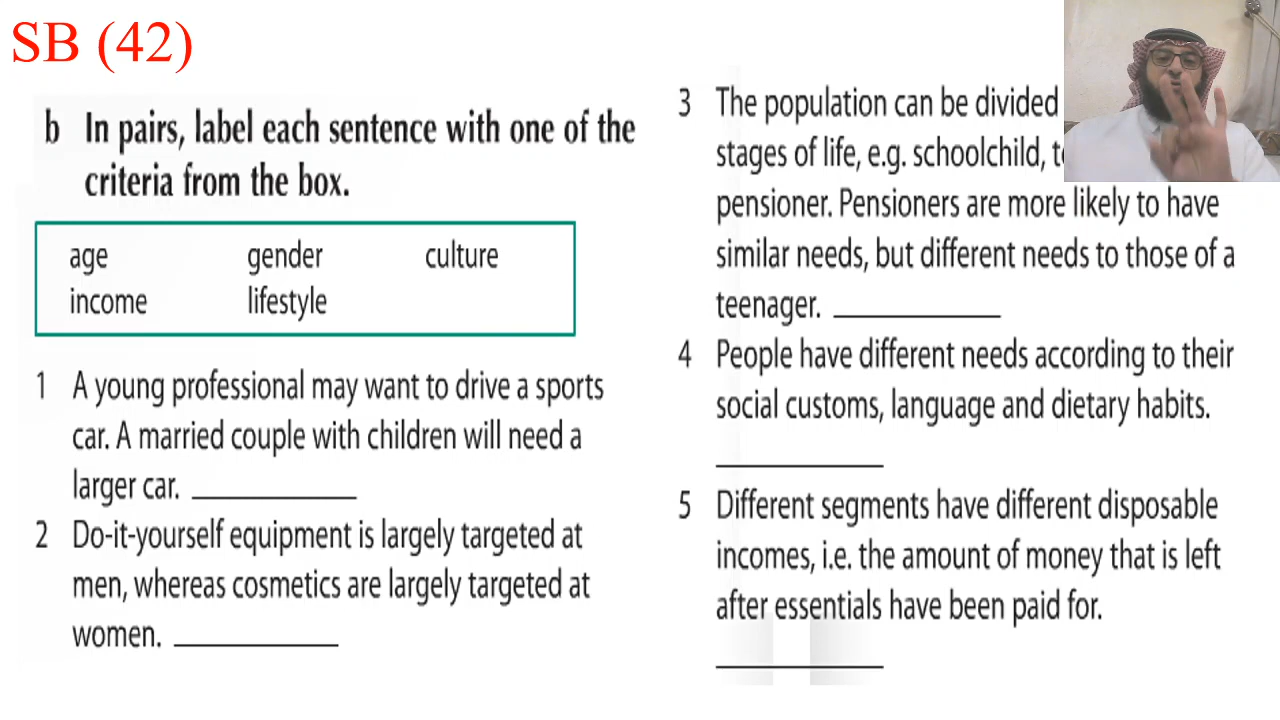 SB (42)
b In pairs, label each sentence with one of the
criteria from the box.
age gender culture
income lifestyle
1 A young professional may want to drive a sports
car. A married couple with children will need a
larger car.
2 Do-it-yourself equipment is largely targeted at
men, whereas cosmetics are largely targeted at
women.
3 The population can be divided
stages of life, e.g. schoolchild,
pensioner. Pensioners are more likely to have
similar needs, but different needs to those of a
teenager.
4 People have different needs according to their
social customs, language and dietary habits.
5 Different segments have different disposable
incomes, i.e. the amount of money that is left
after essentials have been paid for.